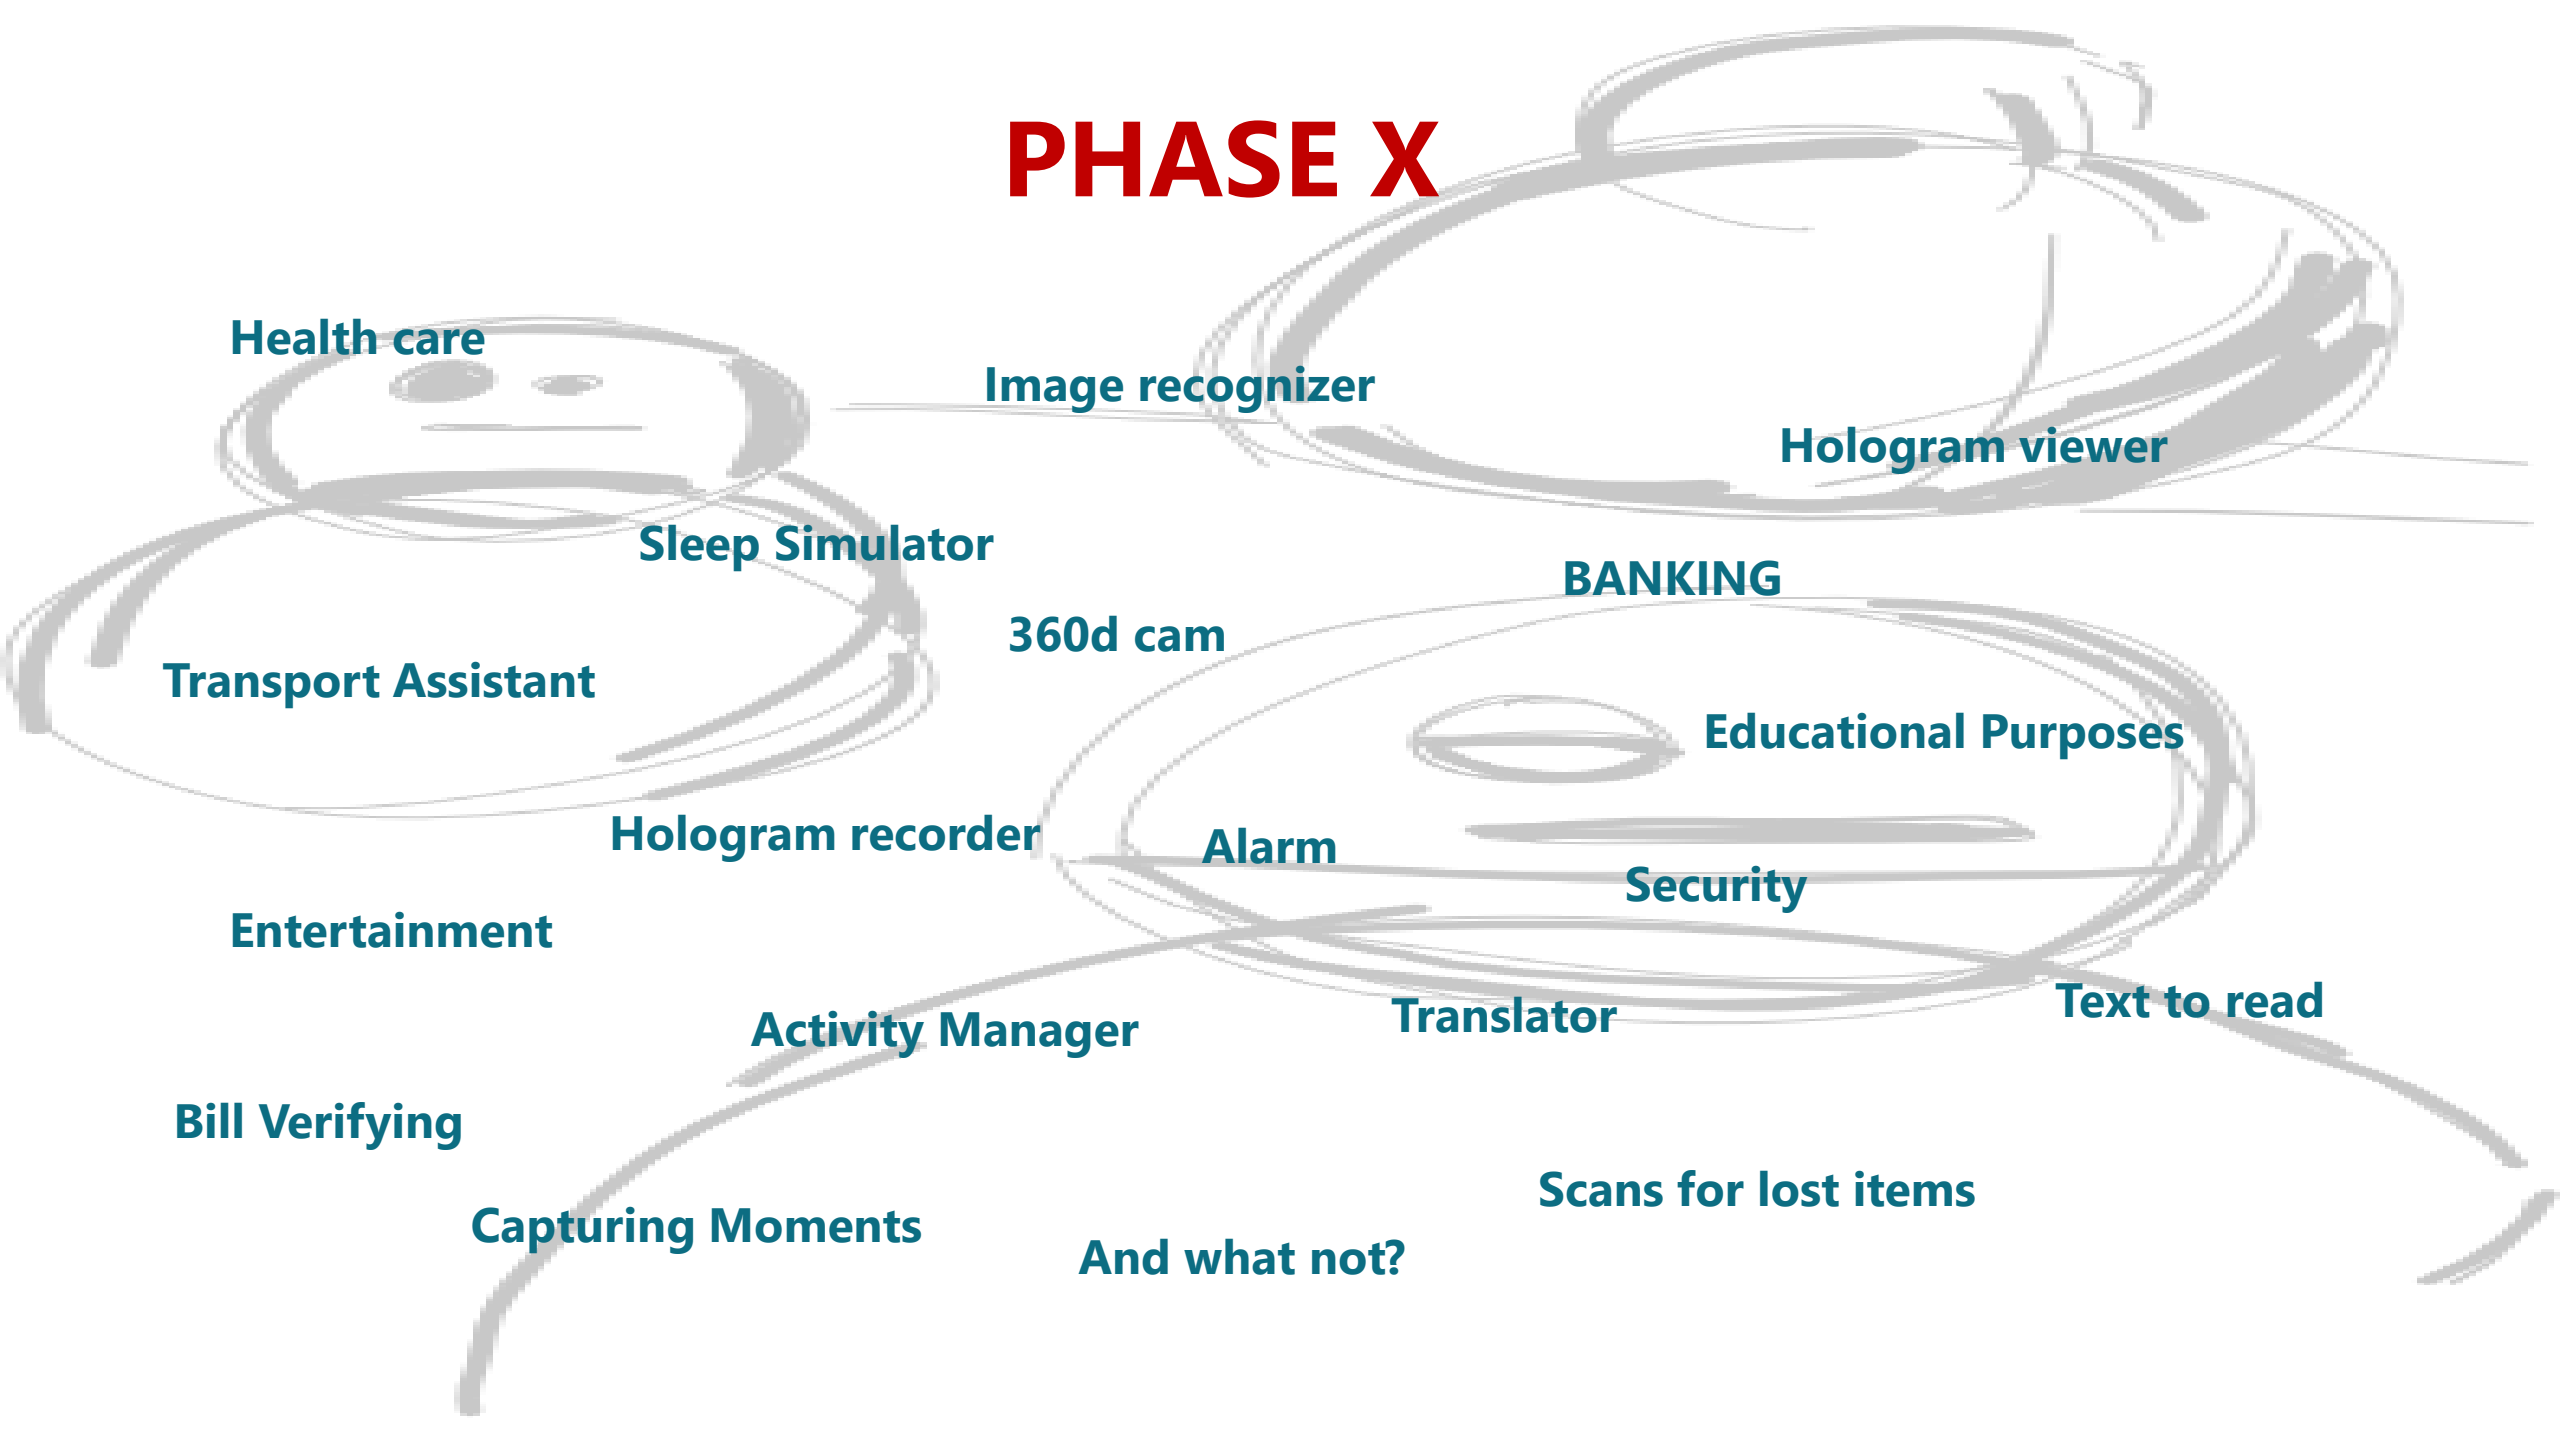 PHASE X
Health care
Image recognizer
Hologram viewer
Sleep Simulator
BANKING
360d cam
Transport Assistant
Educational Purposes
Hologram recorder
Alarm
Security
Entertainment
Activity Manager
Translator
Text to read
Bill Verifying
Scans for lost items
Capturing Moments
And what not?